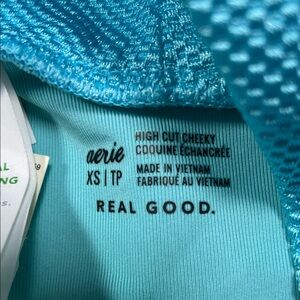 aerie
XS | TP
HIGH CUT CHEEKY
COQUINE ÉCHANCRÉE
MADE IN VIETNAM
FABRIQUÉ AU VIETNAM
REAL GOOD.